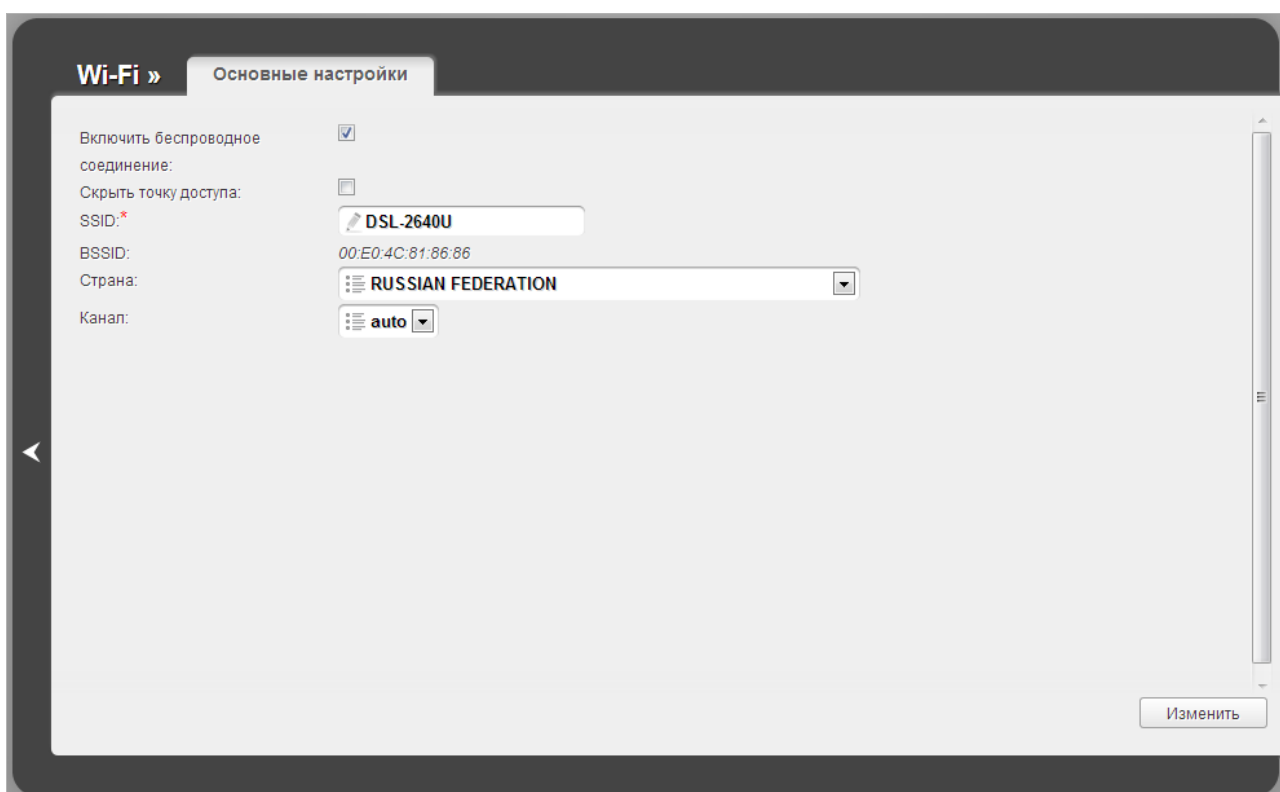 Wi-Fi »
Основные настройки
Включить беспроводное
соединение:
Скрыть точку доступа:
SSID:*
DSL-2640U
BSSID:
00:E0:4C:81:86:86
Страна:
RUSSIAN FEDERATION
Канал:
auto
Изменить